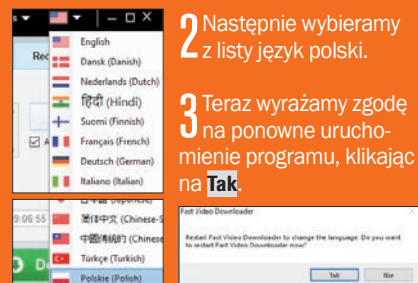 English
Dansk (Danish)
Nederlands (Dutch)
हिंदी (Hindi)
Suomi (Finnish)
Français (French)
Deutsch (German)
Italiano (Italian)
9:06:55
Türkçe (Turkish)
Polskie (Polish)
2 Następnie wybieramy
z listy język polski.
3 Teraz wyrażamy zgodę
na ponowne urucho-
mienie programu, klikając
na Tak.
Fast Video Downloader
Restart Fast Video Downloader to change the language. Do you want
to restart Fast Video Downloader now?
Tak
Nie